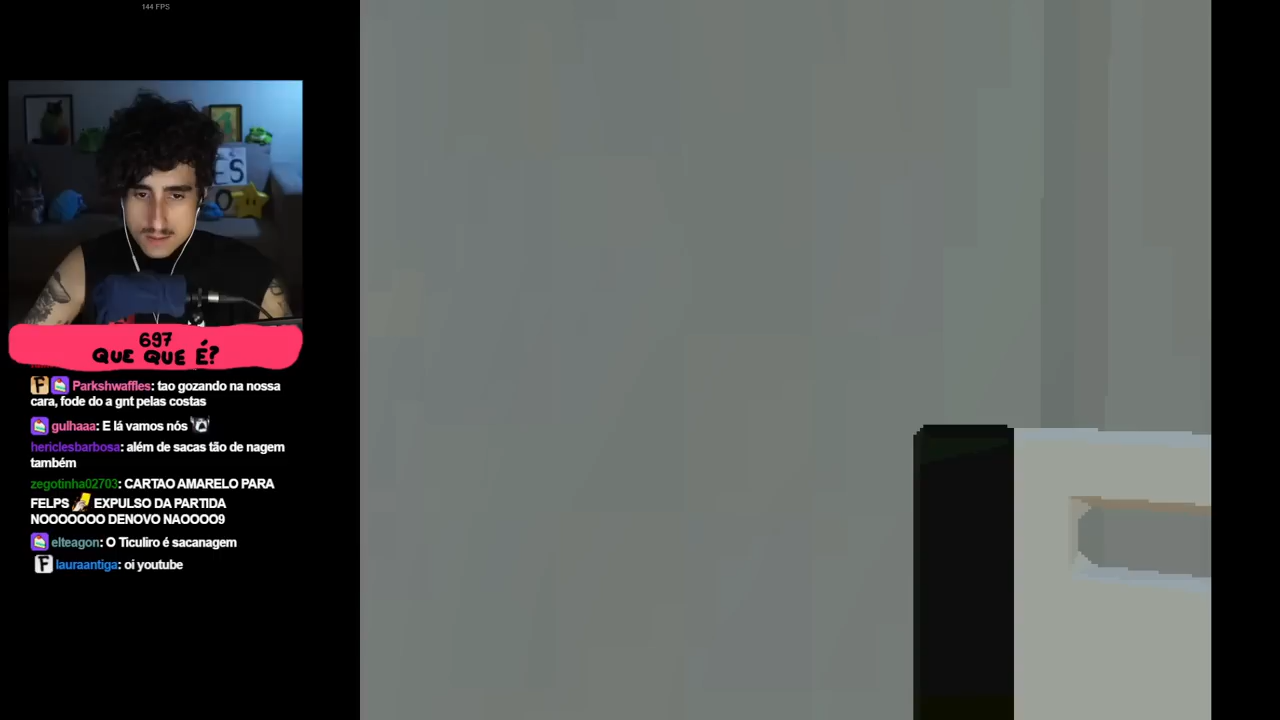 144 FPS
ES
O
697
QUE QUE É?
F Parkshwaffles: tao gozando na nossa
cara, fode do a gnt pelas costas
gulhaaa: E lá vamos nós
hericlesbarbosa: além de sacas tão de nagem
também
zegotinha02703: CARTAO AMARELO PARA
FELPS EXPULSO DA PARTIDA
NOOOOOOO DENOVO NAOOOO9
elteagon: O Ticuliro é sacanagem
F lauraantiga: oi youtube